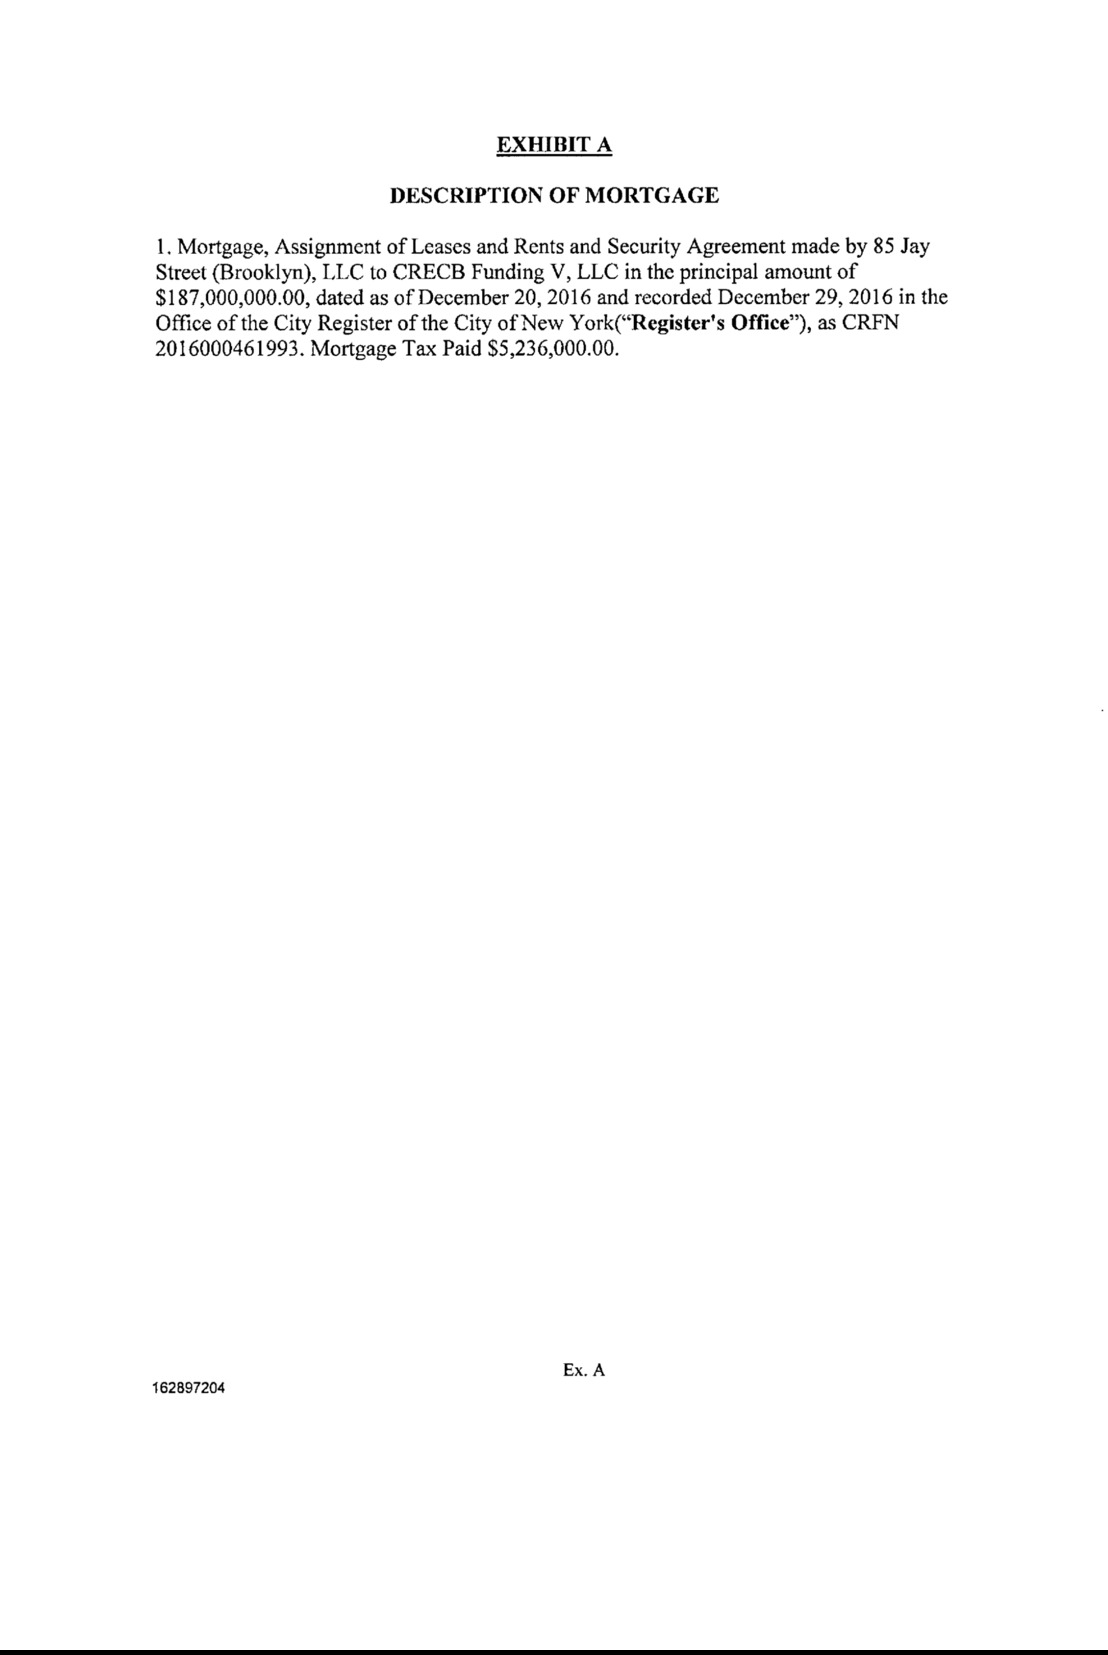 EXHIBIT A
DESCRIPTION OF MORTGAGE
1. Mortgage, Assignment of Leases and Rents and Security Agreement made by 85 Jay
Street (Brooklyn), LLC to CRECB Funding V, LLC in the principal amount of
$187,000,000.00, dated as of December 20, 2016 and recorded December 29, 2016 in the
Office of the City Register of the City of New York(“Register's Office”), as CRFN
2016000461993. Mortgage Tax Paid $5,236,000.00.
Ex. A
162897204